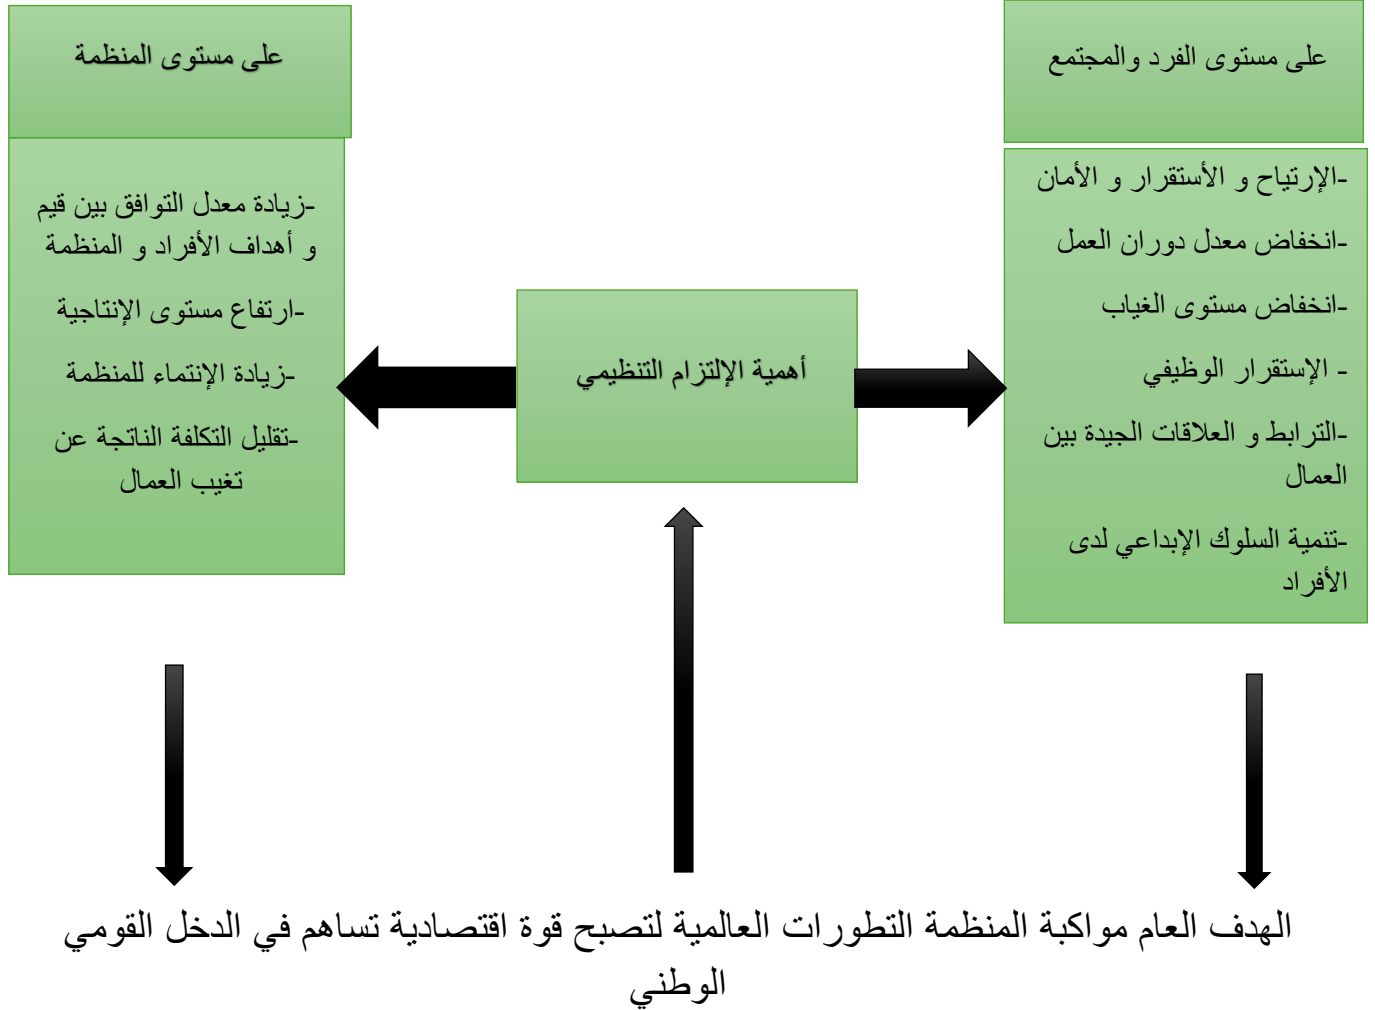 على مستوى الفرد والمجتمع
-الإرتياح و الأستقرار و الأمان
-انخفاض معدل دوران العمل
-انخفاض مستوى الغياب
- الإستقرار الوظيفي
-الترابط و العلاقات الجيدة بين
العمال
-تنمية السلوك الإبداعي لدى
الأفراد
أهمية الإلتزام التنظيمي
على مستوى المنظمة
-زيادة معدل التوافق بين قيم
و أهداف الأفراد و المنظمة
-ارتفاع مستوى الإنتاجية
-زيادة الإنتماء للمنظمة
-تقليل التكلفة الناتجة عن
تغيب العمال
الهدف العام مواكبة المنظمة التطورات العالمية لتصبح قوة اقتصادية تساهم في الدخل القومي
الوطني